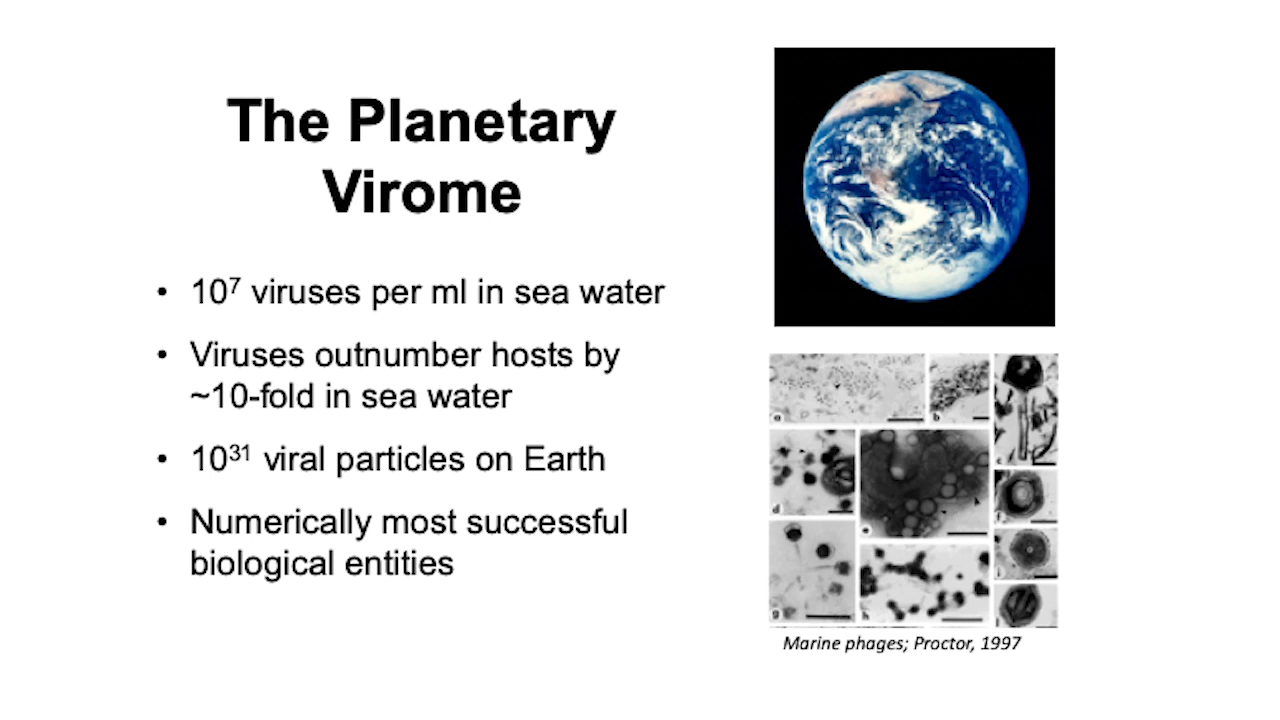 The Planetary
Virome
• 10⁷ viruses per ml in sea water
• Viruses outnumber hosts by
~10-fold in sea water
• 10³¹ viral particles on Earth
• Numerically most successful
biological entities
a
b
d
e
g
h
Marine phages; Proctor, 1997